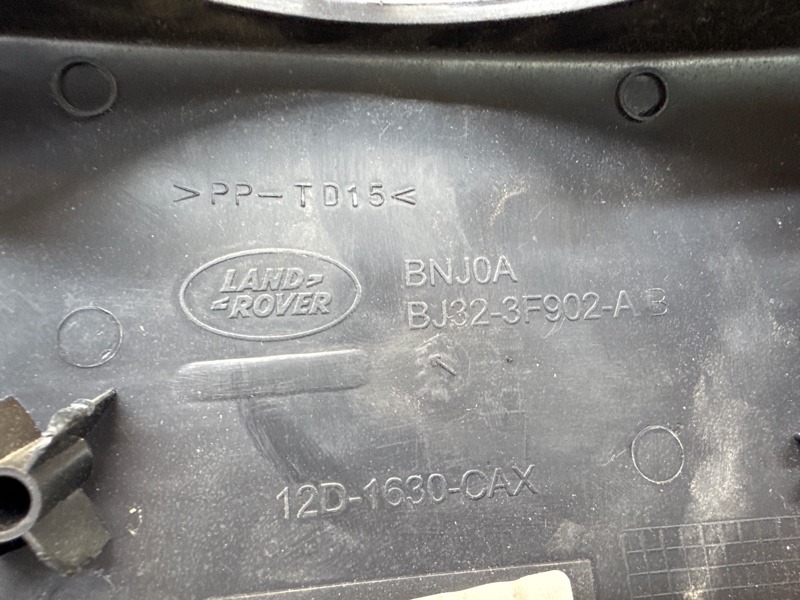 >PP-TD15<
LAND
ROVER
BNJ0A
BJ32-3F902-AB
12D-1630-CAX